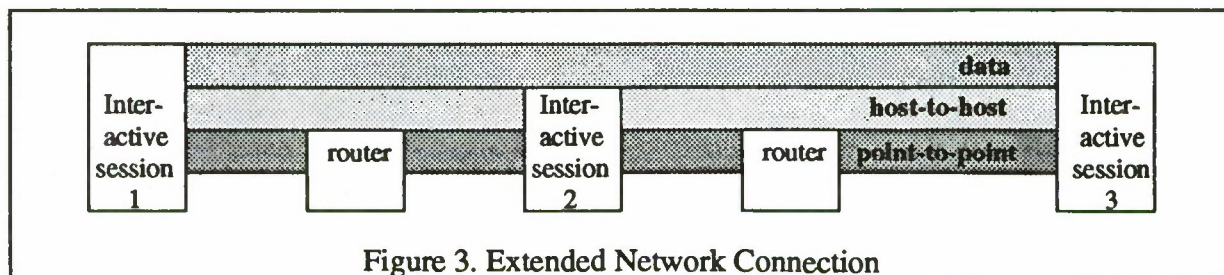 data
Inter-
active
session
1
host-to-host
Inter-
active
session
2
Inter-
active
session
3
router
router
point-to-point
Figure 3. Extended Network Connection